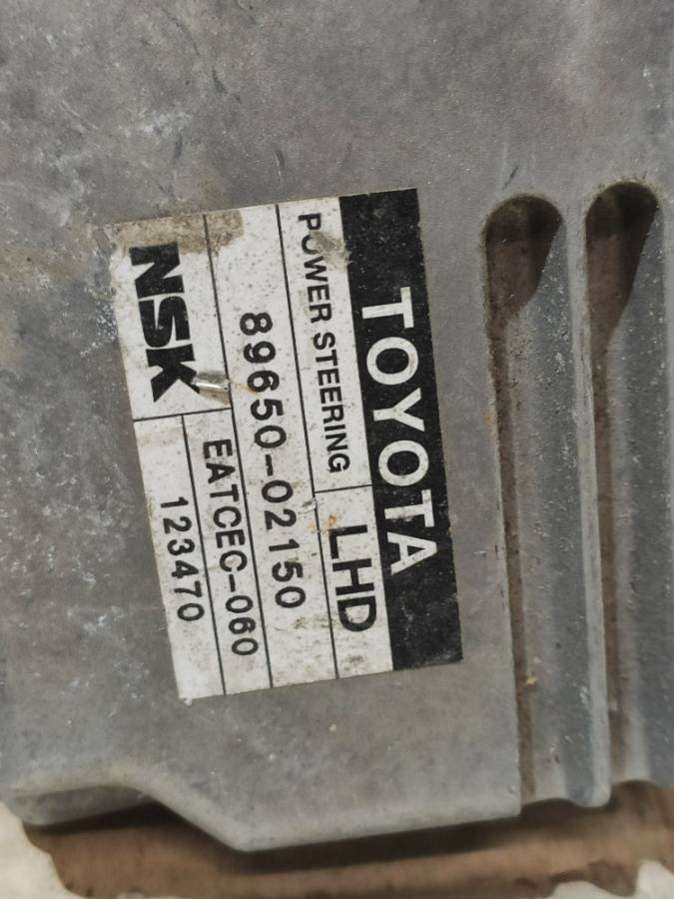 TOYOTA
POWER STEERING LHD
89650-02150
NSK EATCEC-060
123470